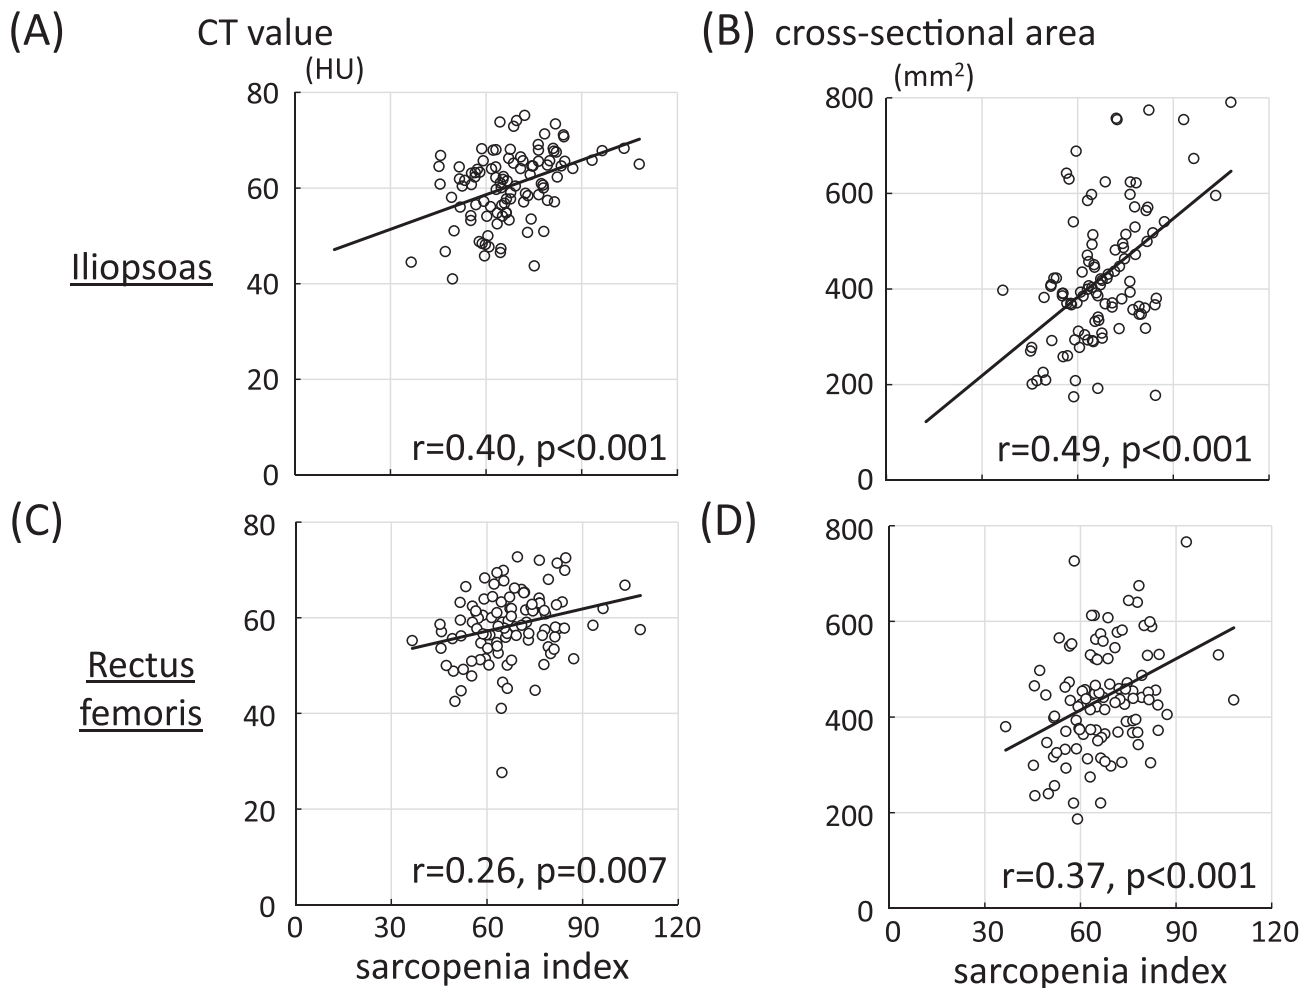 (A) CT value
(HU)
80
60
40
20
0
Iliopsoas
r=0.40, p<0.001
(B) cross-sectional area
(mm²)
800
600
400
200
0
r=0.49, p<0.001
(C)
80
60
40
20
0
Rectus
femoris
r=0.26, p=0.007
0 30 60 90 120
sarcopenia index
(D)
800
600
400
200
0
r=0.37, p<0.001
0 30 60 90 120
sarcopenia index